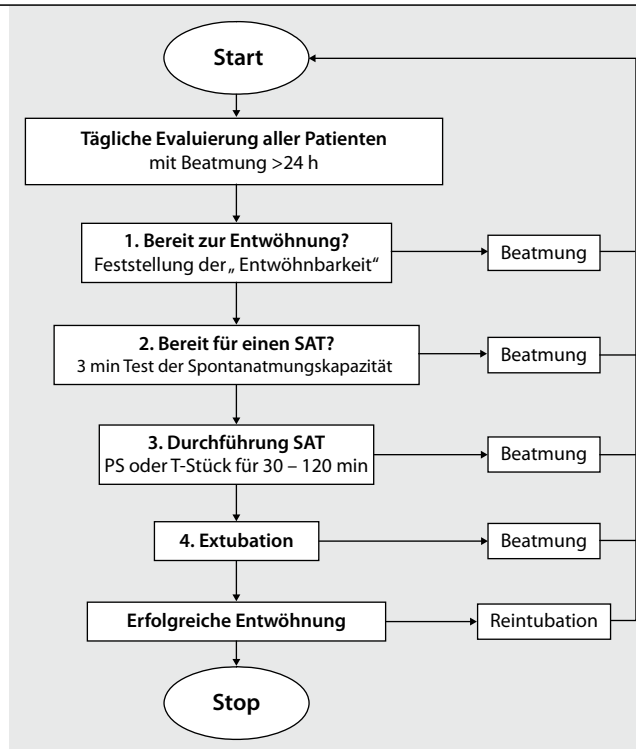 Start
Tägliche Evaluierung aller Patienten
mit Beatmung >24 h
1. Bereit zur Entwöhnung?
Feststellung der „ Entwöhnbarkeit“
Beatmung
2. Bereit für einen SAT?
3 min Test der Spontanatmungskapazität
Beatmung
3. Durchführung SAT
PS oder T-Stück für 30 – 120 min
Beatmung
4. Extubation
Beatmung
Erfolgreiche Entwöhnung
Reintubation
Stop